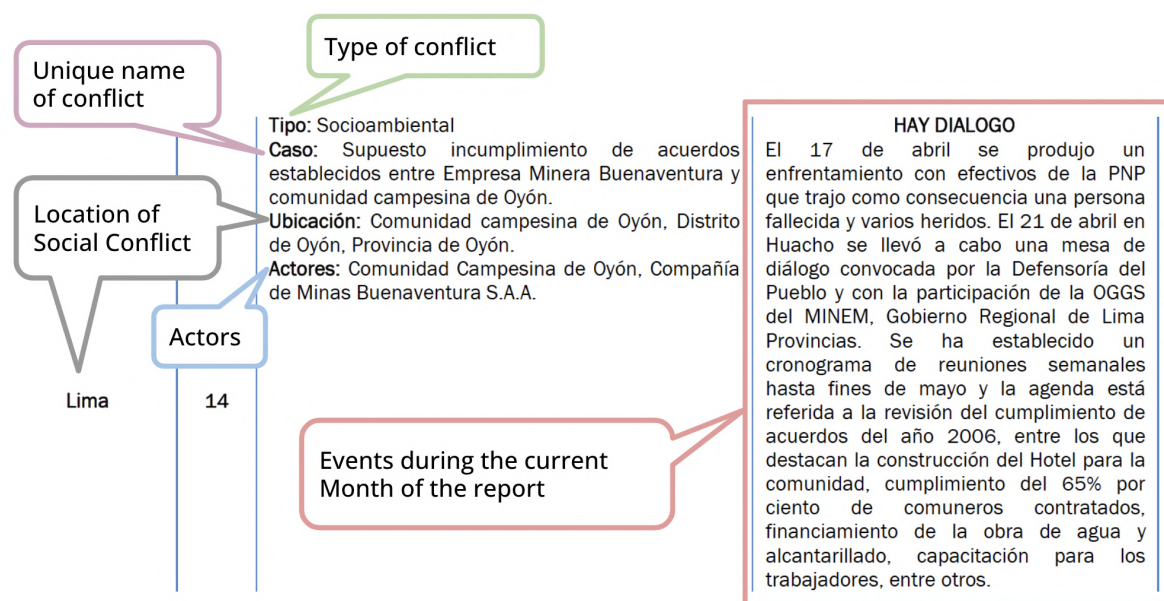 Type of conflict
Unique name
of conflict
Location of
Social Conflict
Actors
Lima
14
Tipo: Socioambiental
Caso: Supuesto incumplimiento de acuerdos
establecidos entre Empresa Minera Buenaventura y
comunidad campesina de Oyón.
Ubicación: Comunidad campesina de Oyón, Distrito
de Oyón, Provincia de Oyón.
Actores: Comunidad Campesina de Oyón, Compañía
de Minas Buenaventura S.A.A.
Events during the current
Month of the report
HAY DIALOGO
El 17 de abril se produjo un
enfrentamiento con efectivos de la PNP
que trajo como consecuencia una persona
fallecida y varios heridos. El 21 de abril en
Huacho se llevó a cabo una mesa de
diálogo convocada por la Defensoría del
Pueblo y con la participación de la OGGS
del MINEM, Gobierno Regional de Lima
Provincias. Se ha establecido un
cronograma de reuniones semanales
hasta fines de mayo y la agenda está
referida a la revisión del cumplimiento de
acuerdos del año 2006, entre los que
destacan la construcción del Hotel para la
comunidad, cumplimiento del 65% por
ciento de comuneros contratados,
financiamiento de la obra de agua y
alcantarillado, capacitación para los
trabajadores, entre otros.